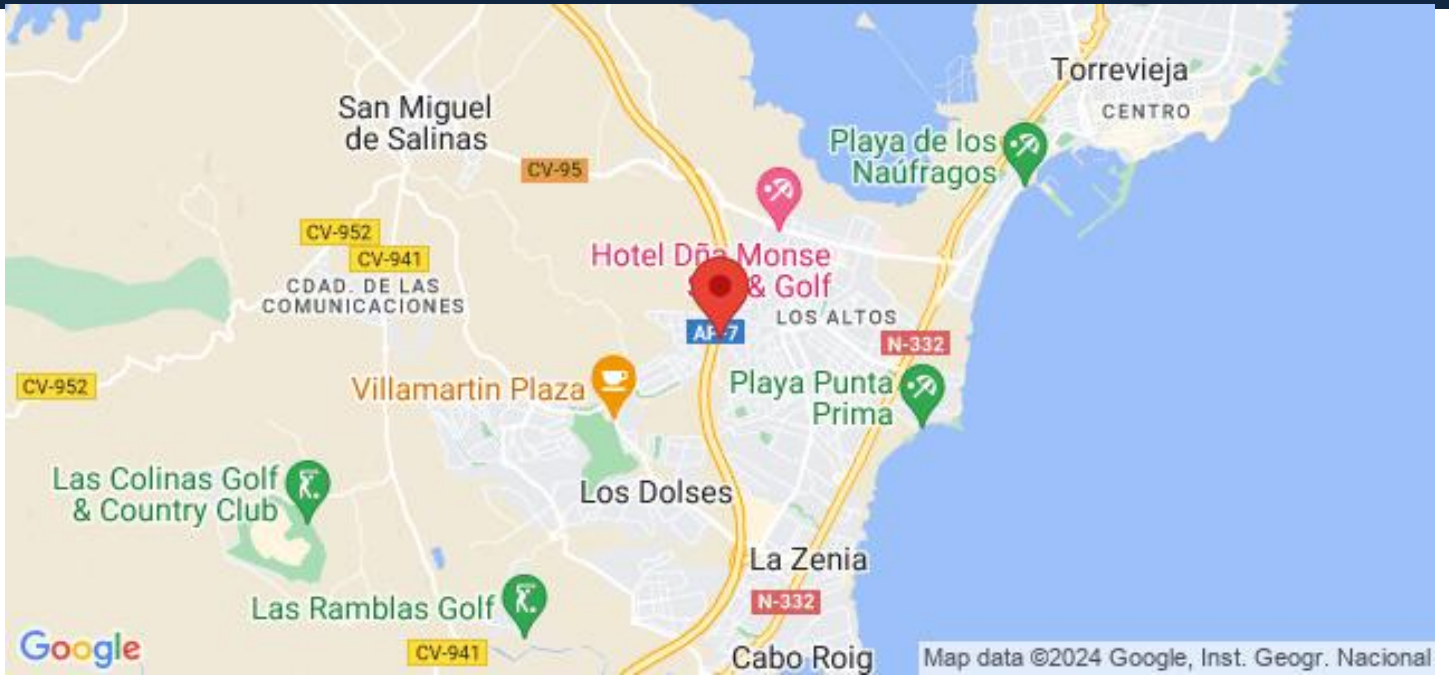 Torrevieja
CENTRO
San Miguel
de Salinas
Playa de los
Naúfragos
CV-95
CV-952
CV-941
Hotel Dña Monse
& Golf
CDAD. DE LAS
COMUNICACIONES
LOS ALTOS
N-332
CV-952
Villamartin Plaza
Playa Punta
Prima
Las Colinas Golf
& Country Club
Los Dolses
La Zenia
Las Ramblas Golf
N-332
Google
CV-941
Cabo Roig
Map data ©2024 Google, Inst. Geogr. Nacional